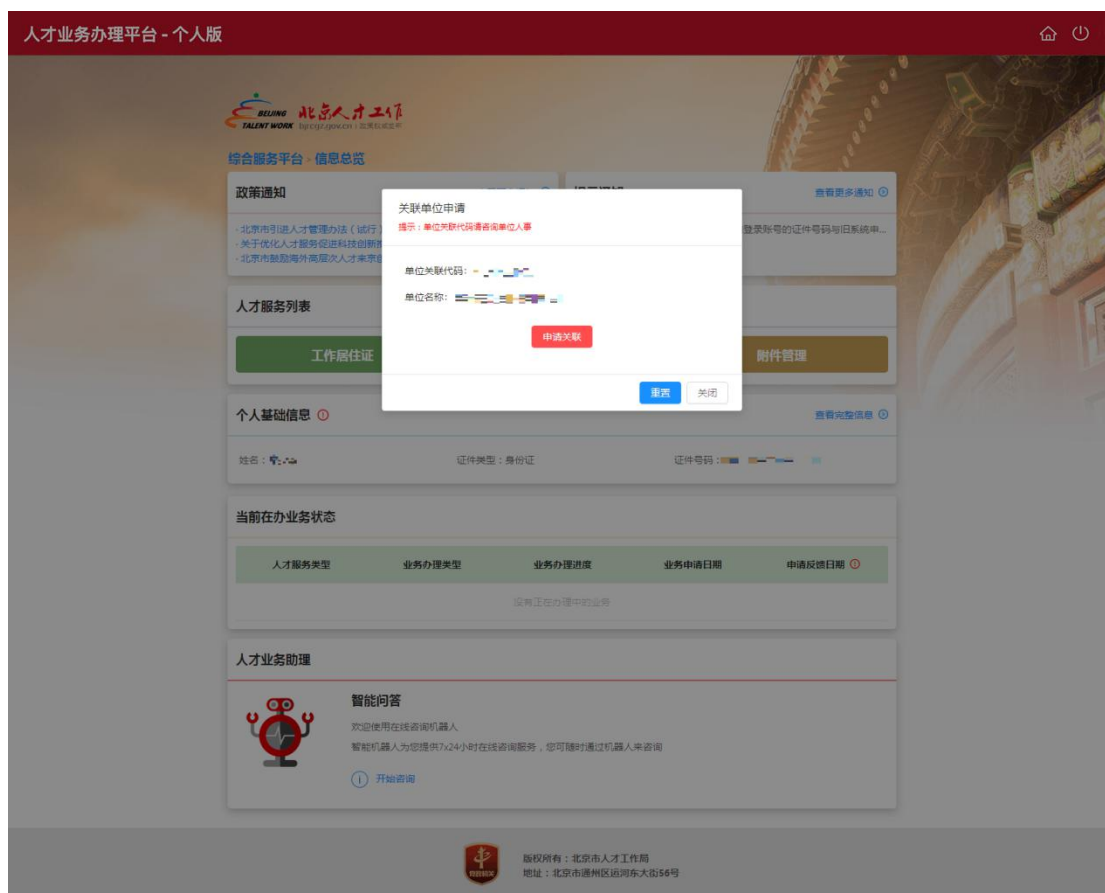 人才业务办理平台 - 个人版
BEIJING
TALENT WORK
北京人才工作
bjrcgz.gov.cn
综合服务平台 - 信息总览
政策通知
查看更多通知
·北京市引进人才管理办法（试行）
·关于优化人才服务促进科技创新
·北京市鼓励海外高层次人才来京
登录账号的证件号码与旧系统申...
关联单位申请
提示：单位关联代码请咨询单位人事
单位关联代码：
单位名称：
申请关联
重置
关闭
人才服务列表
工作居住证
附件管理
个人基础信息
查看完整信息
姓名：
证件类型：身份证
证件号码：
当前在办业务状态
人才服务类型
业务办理类型
业务办理进度
业务申请日期
申请反馈日期
没有正在办理中的业务
人才业务助理
智能问答
欢迎使用在线咨询机器人
智能机器人为您提供7x24小时在线咨询服务，您可随时通过机器人来咨询
开始咨询
党政机关
版权所有：北京市人才工作局
地址：北京市通州区运河东大街56号